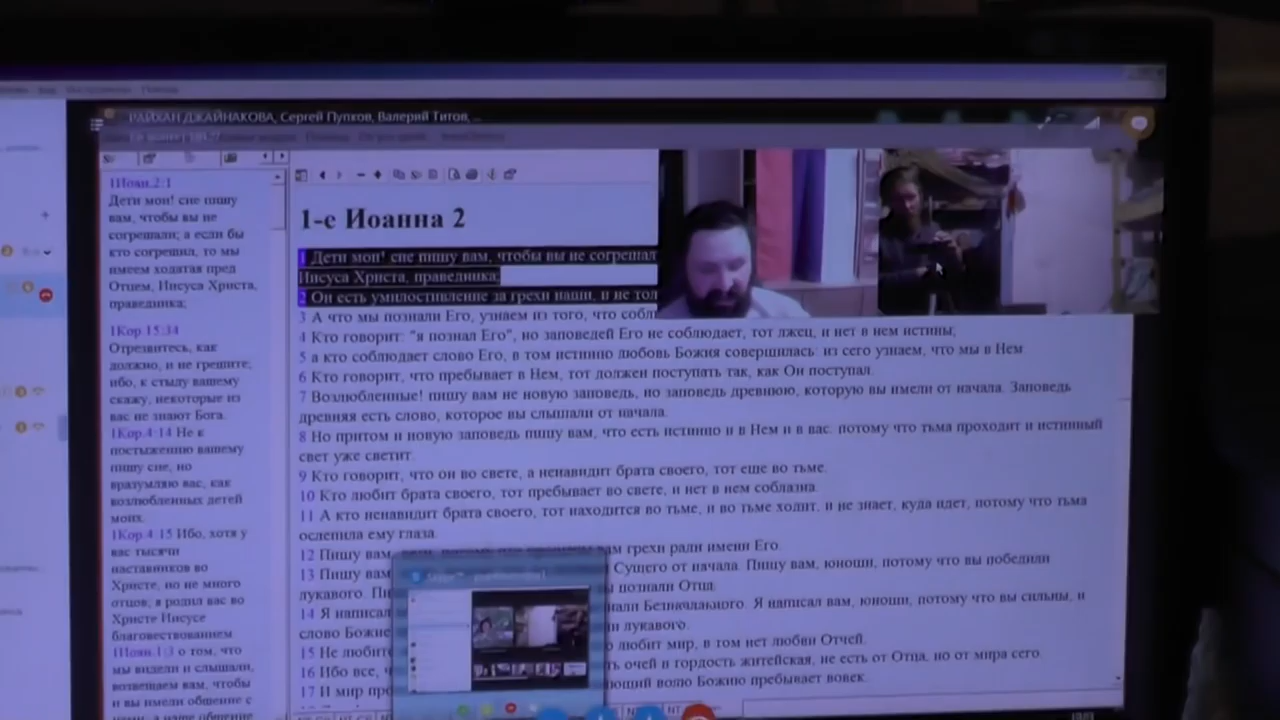 РАЙХАН ДЖАЙНАКОВА, Сергей Пупков, Валерий Титов, ...
1Иоан.2:1
Дети мои! сие пишу
вам, чтобы вы не
согрешали; а если бы
кто согрешил, то мы
имеем ходатая пред
Отцем, Иисуса Христа,
праведника;
1Кор.15:34
Отрезвитесь, как
должно, и не грешите;
ибо, к стыду вашему
скажу, некоторые из
вас не знают Бога.
1Кор.4:14 Не к
постыжению вашему
пишу сие, но
вразумляю вас, как
возлюбленных детей
моих.
1Кор.4:15 Ибо, хотя у
вас тысячи
наставников во
Христе, но не много
отцов; я родил вас во
Христе Иисусе
благовествованием
1Иоан.1:3 о том, что
мы видели и слышали,
возвещаем вам, чтобы
и вы имели общение с
1-е Иоанна 2
1 Дети мои! сие пишу вам, чтобы вы не согрешал
Иисуса Христа, праведника;
2 Он есть умилостивление за грехи наши, и не тол
3 А что мы познали Его, узнаем из того, что собл
4 Кто говорит: "я познал Его", но заповедей Его не соблюдает, тот лжец, и нет в нем истины;
5 а кто соблюдает слово Его, в том истинно любовь Божия совершилась: из сего узнаем, что мы в Нем
6 Кто говорит, что пребывает в Нем, тот должен поступать так, как Он поступал.
7 Возлюбленные! пишу вам не новую заповедь, но заповедь древнюю, которую вы имели от начала. Заповедь
древняя есть слово, которое вы слышали от начала.
8 Но притом и новую заповедь пишу вам, что есть истинно и в Нем и в вас: потому что тьма проходит и истинный
свет уже светит.
9 Кто говорит, что он во свете, а ненавидит брата своего, тот еще во тьме.
10 Кто любит брата своего, тот пребывает во свете, и нет в нем соблазна.
11 А кто ненавидит брата своего, тот находится во тьме, и во тьме ходит, и не знает, куда идет, потому что тьма
ослепила ему глаза.
12 Пишу вам, вам грехи ради имени Его.
13 Пишу вам Сущего от начала. Пишу вам, юноши, потому что вы победили
лукавого. познали Отца.
14 Я написал Безначального. Я написал вам, юноши, потому что вы сильны, и
слово Божие лукавого.
15 Не любит любит мир, в том нет любви Отчей.
16 Ибо все, ч очей и гордость житейская, не есть от Отца, но от мира сего.
17 И мир про ющий волю Божию пребывает вовек.